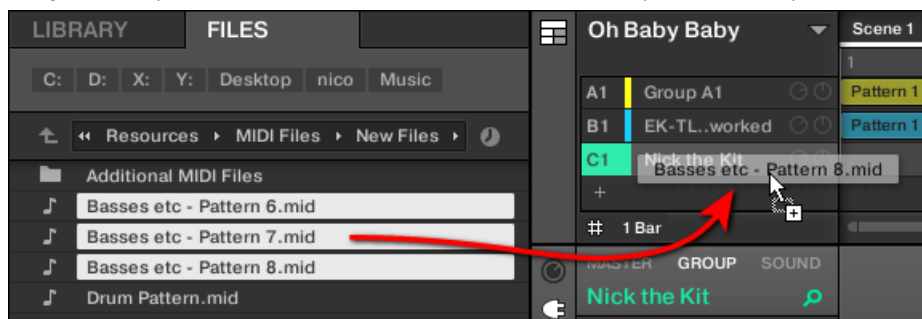 LIBRARY FILES
C: D: X: Y: Desktop nico Music
Resources MIDI Files New Files
Additional MIDI Files
Basses etc - Pattern 6.mid
Basses etc - Pattern 7.mid
Basses etc - Pattern 8.mid
Drum Pattern.mid
Oh Baby Baby
Scene 1
1
A1 Group A1 Pattern 1
B1 EK-TL..worked Pattern 1
C1 Nick the Kit
Basses etc - Pattern 8.mid
+
# 1 Bar
MASTER GROUP SOUND
Nick the Kit